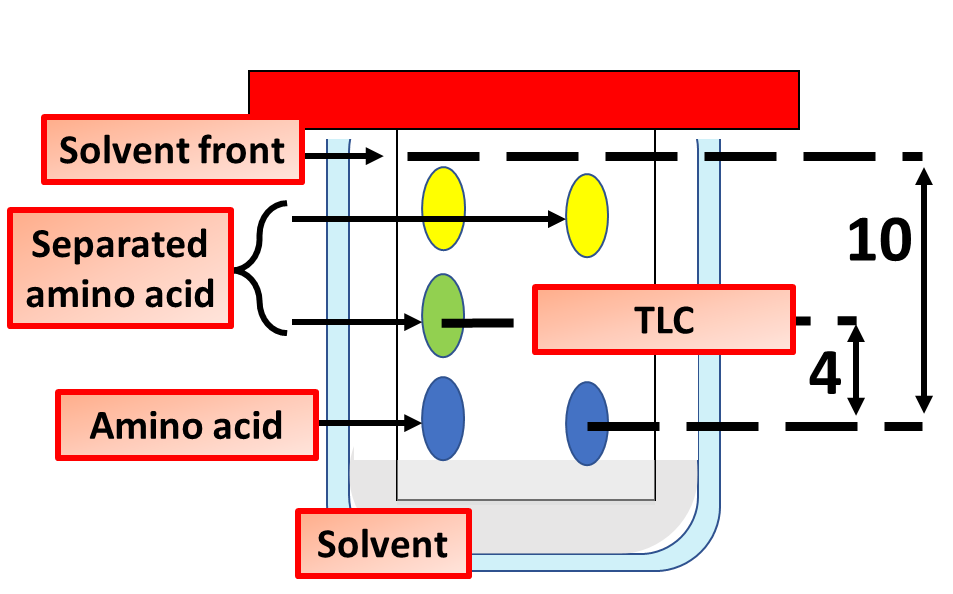 Solvent front
Separated
amino acid
10
TLC
4
Amino acid
Solvent